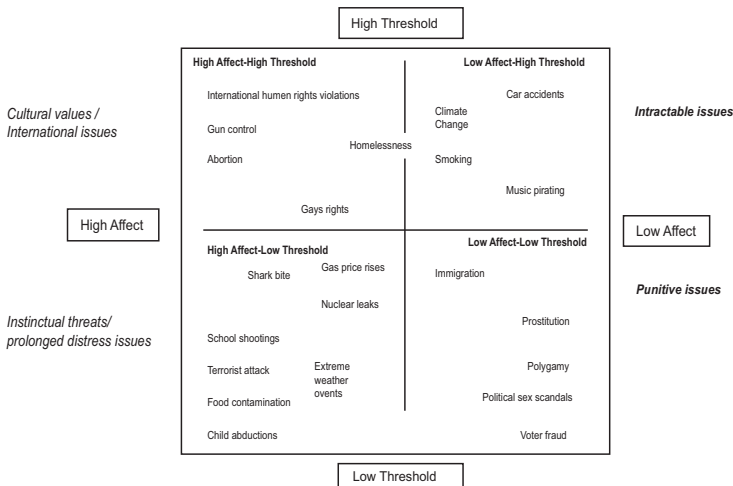 High Threshold
High Affect-High Threshold
Low Affect-High Threshold
International humen rights violations
Car accidents
Climate
Change
Cultural values /
International issues
Intractable issues
Gun control
Homelessness
Abortion
Smoking
Music pirating
Gays rights
High Affect
Low Affect
High Affect-Low Threshold
Low Affect-Low Threshold
Shark bite
Gas price rises
Immigration
Nuclear leaks
Punitive issues
Instinctual threats/
prolonged distress issues
Prostitution
School shootings
Terrorist attack
Extreme
weather
ovents
Polygamy
Food contamination
Political sex scandals
Child abductions
Voter fraud
Low Threshold